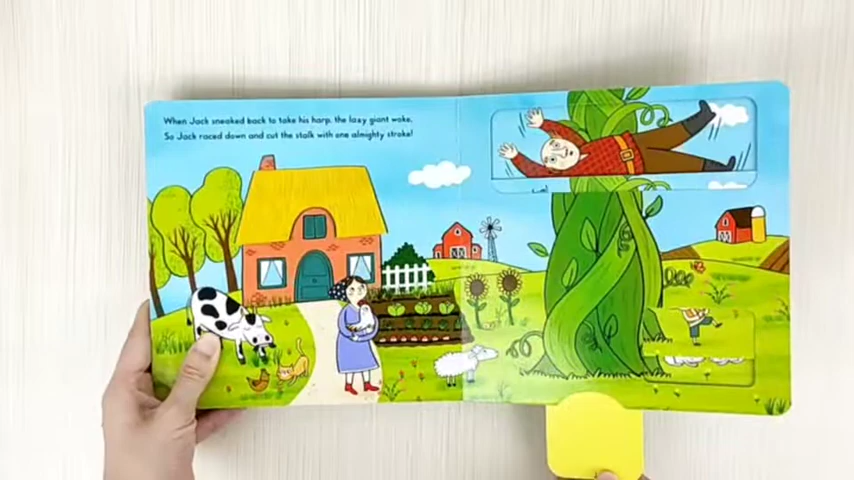 When Jack sneaked back to take his harp, the lazy giant woke,
So Jack raced down and cut the stalk with one almighty stroke!